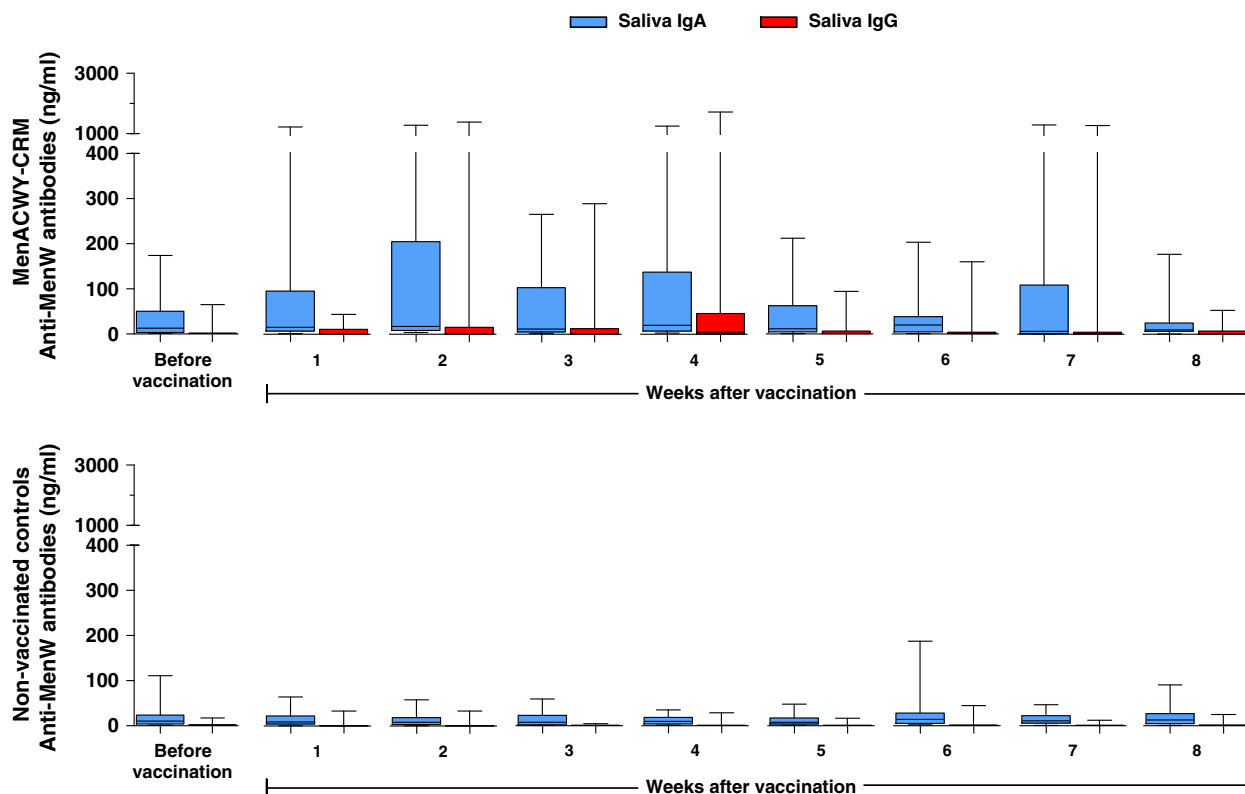 Saliva IgA
Saliva IgG
MenACWY-CRM
Anti-MenW antibodies (ng/ml)
3000
1000
400
300
200
100
0
Before
vaccination
1
2
3
4
5
6
7
8
Weeks after vaccination
Non-vaccinated controls
Anti-MenW antibodies (ng/ml)
3000
1000
400
300
200
100
0
Before
vaccination
1
2
3
4
5
6
7
8
Weeks after vaccination